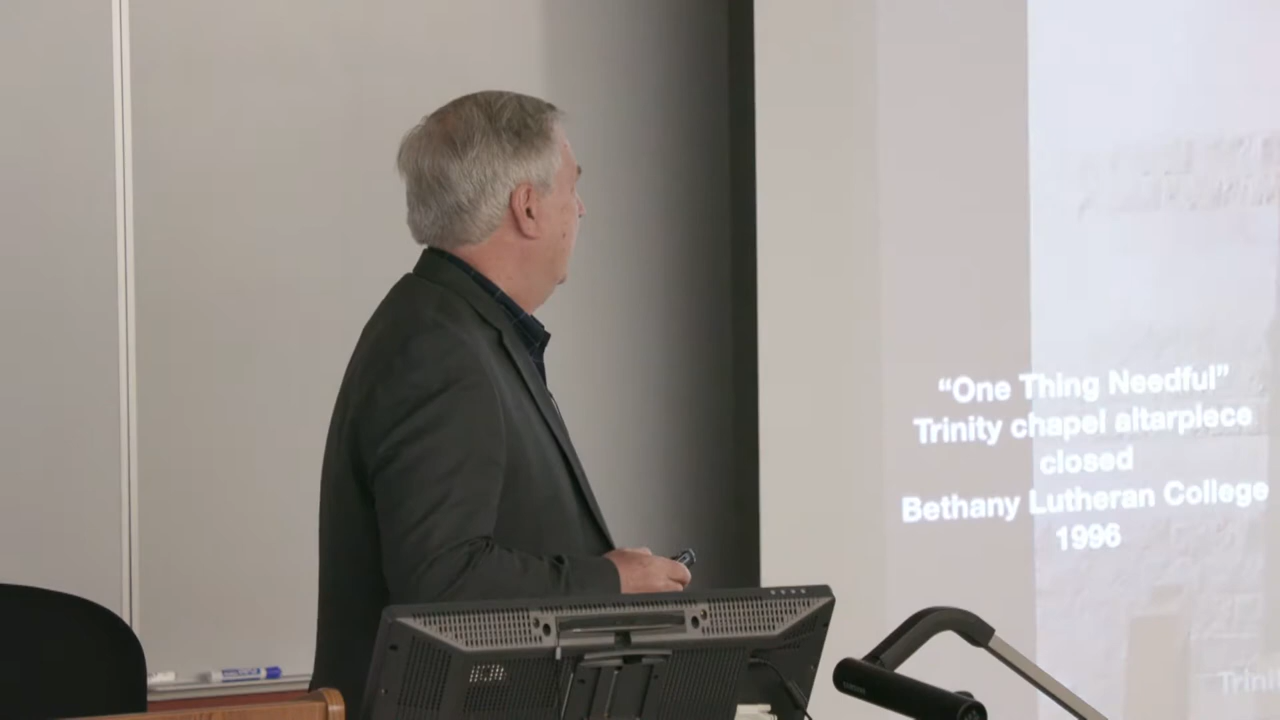 “One Thing Needful”
Trinity chapel altarpiece
closed
Bethany Lutheran College
1996